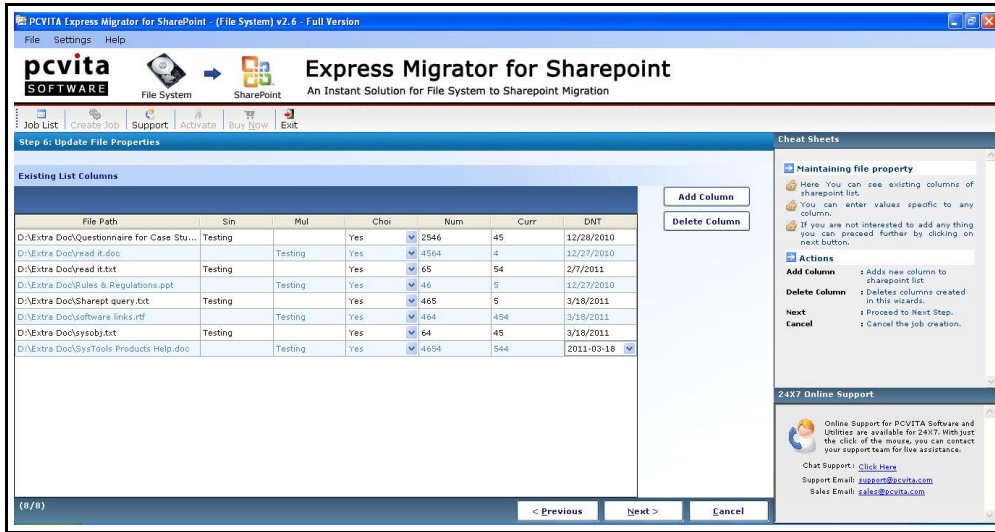 PCVITA Express Migrator for SharePoint - (File System) v2.6 - Full Version
File Settings Help
pcvita
SOFTWARE
File System
SharePoint
Express Migrator for Sharepoint
An Instant Solution for File System to Sharepoint Migration
Job List Create Job Support Activate Buy Now Exit
Step 6: Update File Properties
Existing List Columns
File Path Sin Mul Choi Num Curr DNT
D:\Extra Doc\Questionnaire for Case Stu... Testing Yes 2546 45 12/28/2010
D:\Extra Doc\read it.doc Testing Yes 4564 4 12/27/2010
D:\Extra Doc\read it.txt Testing Yes 65 54 2/7/2011
D:\Extra Doc\Rules & Regulations.ppt Testing Yes 46 5 12/27/2010
D:\Extra Doc\Sharept query.txt Testing Yes 465 5 3/18/2011
D:\Extra Doc\software links.rtf Testing Yes 464 454 3/18/2011
D:\Extra Doc\sysobj.txt Testing Yes 64 45 3/18/2011
D:\Extra Doc\SysTools Products Help.doc Testing Yes 4654 544 2011-03-18
Add Column
Delete Column
(8/8)
< Previous
Next >
Cancel
Cheat Sheets
Maintaining file property
Here You can see existing columns of
sharepoint list.
You can enter values specific to any
column.
If you are not interested to add any thing
you can preceed further by clicking on
next button.
Actions
Add Column : Adds new column to
sharepoint list
Delete Column : Deletes columns created
in this wizards.
Next : Proceed to Next Step.
Cancel : Cancel the job creation.
24X7 Online Support
Online Support for PCVITA Software and
Utilities are available for 24X7. With just
the click of the mouse, you can contact
your support team for live assistance.
Chat Support : Click Here
Support Email: support@pcvita.com
Sales Email: sales@pcvita.com